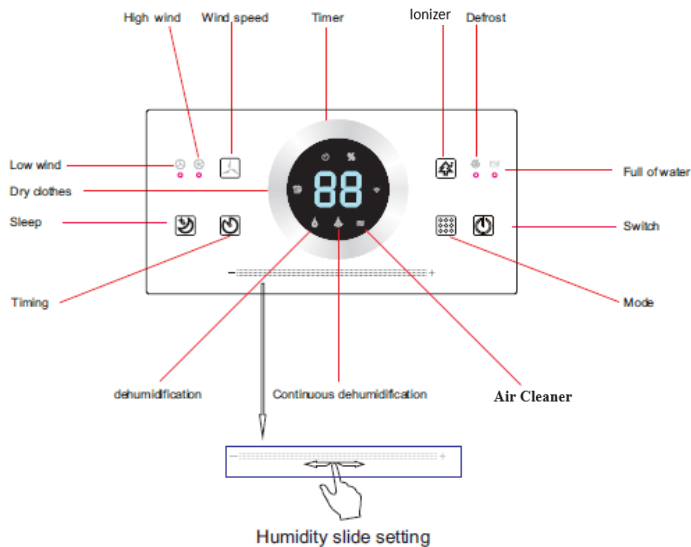 High wind
Wind speed
Timer
Ionizer
Defrost
Low wind
Dry clothes
Sleep
Timing
%
88
Full of water
Switch
Mode
- +
dehumidification
Continuous dehumidification
Air Cleaner
- +
Humidity slide setting